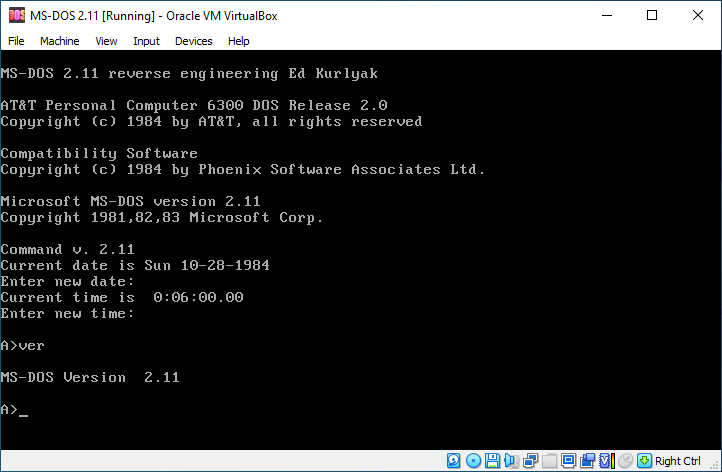 MS-DOS 2.11 [Running] - Oracle VM VirtualBox
File Machine View Input Devices Help
MS-DOS 2.11 reverse engineering Ed Kurlyak
AT&T Personal Computer 6300 DOS Release 2.0
Copyright (c) 1984 by AT&T, all rights reserved
Compatibility Software
Copyright (c) 1984 by Phoenix Software Associates Ltd.
Microsoft MS-DOS version 2.11
Copyright 1981,82,83 Microsoft Corp.
Command v. 2.11
Current date is Sun 10-28-1984
Enter new date:
Current time is  0:06:00.00
Enter new time:
A>ver
MS-DOS Version  2.11
A>_
Right Ctrl